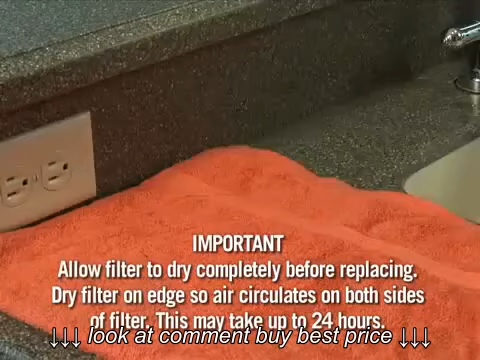 IMPORTANT
Allow filter to dry completely before replacing.
Dry filter on edge so air circulates on both sides
of filter. This may take up to 24 hours.
↓↓↓ look at comment buy best price ↓↓↓